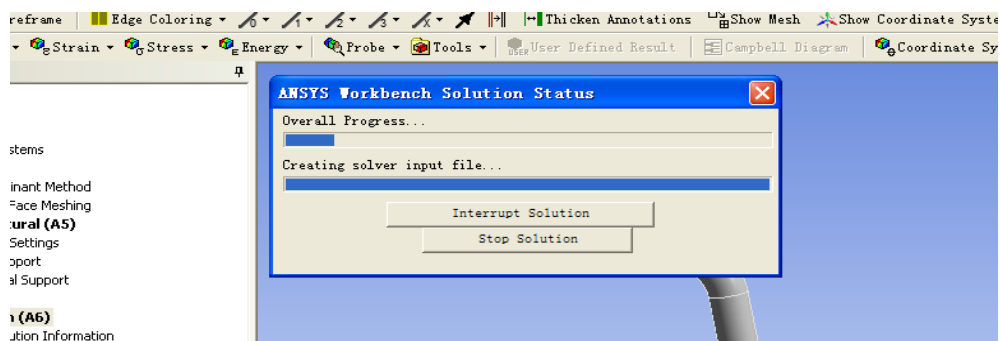 reframe Edge Coloring Thicken Annotations Show Mesh Show Coordinate Syste
Strain Stress Energy Probe Tools User Defined Result Campbell Diagram Coordinate Sy
ANSYS Workbench Solution Status
Overall Progress...
Creating solver input file...
Interrupt Solution
Stop Solution
stems
inant Method
Face Meshing
tural (A5)
Settings
pport
al Support
n (A6)
ution Information